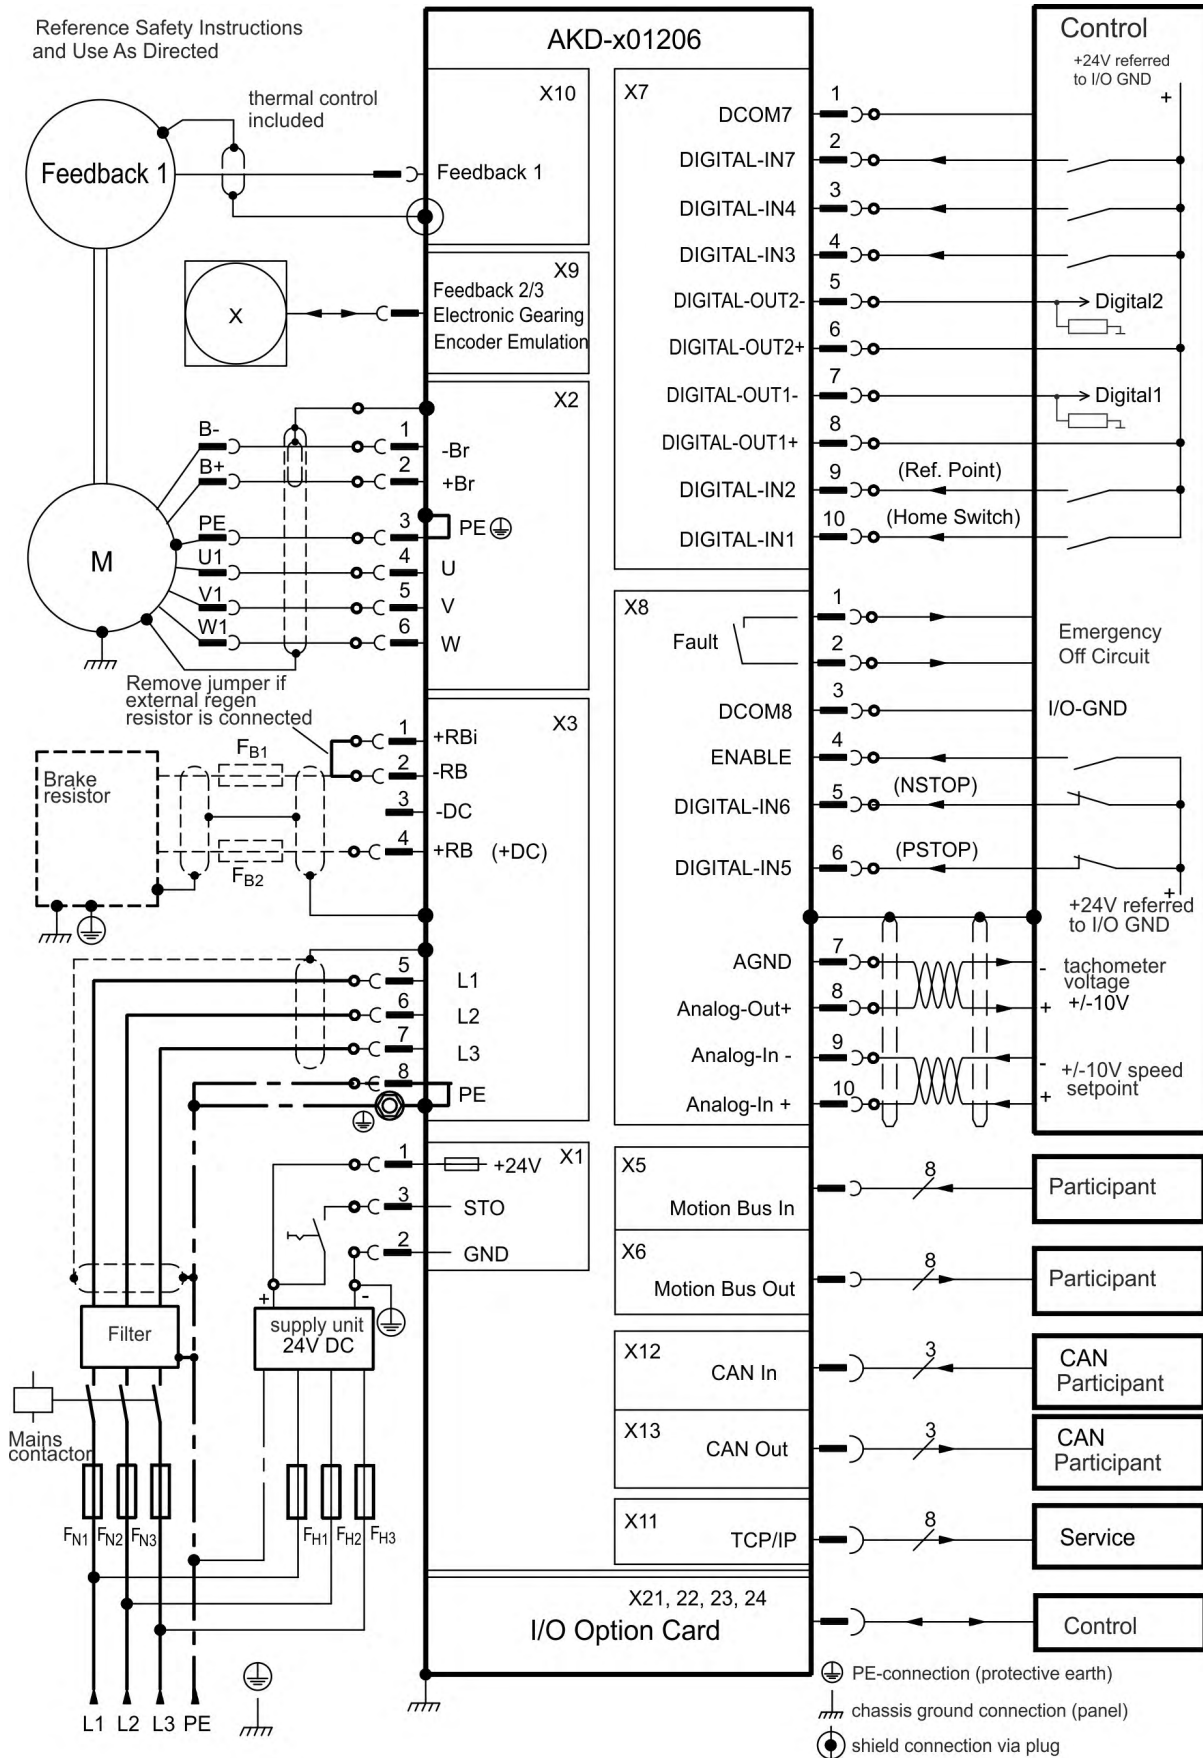 Reference Safety Instructions
and Use As Directed
AKD-x01206
Control
+24V referred
to I/O GND
+
thermal control
included
Feedback 1
X10
Feedback 1
X9
Feedback 2/3
Electronic Gearing
Encoder Emulation
X
X2
B-
1
-Br
B+
2
+Br
PE
3
PE
U1
4
U
V1
5
V
W1
6
W
M
Remove jumper if
external regen
resistor is connected
X3
FB1
1
+RBi
Brake
resistor
2
-RB
3
-DC
4
+RB (+DC)
FB2
5
L1
6
L2
7
L3
8
PE
X1
1
+24V
3
STO
2
GND
+
-
supply unit
24V DC
Filter
Mains
contactor
FN1 FN2 FN3
FH1 FH2 FH3
L1 L2 L3 PE
X7
DCOM7
1
DIGITAL-IN7
2
DIGITAL-IN4
3
DIGITAL-IN3
4
DIGITAL-OUT2-
5
Digital2
DIGITAL-OUT2+
6
DIGITAL-OUT1-
7
Digital1
DIGITAL-OUT1+
8
DIGITAL-IN2
9
(Ref. Point)
DIGITAL-IN1
10
(Home Switch)
X8
Fault
1
2
Emergency
Off Circuit
DCOM8
3
I/O-GND
ENABLE
4
DIGITAL-IN6
5
(NSTOP)
DIGITAL-IN5
6
(PSTOP)
+
+24V referred
to I/O GND
AGND
7
-
tachometer
voltage
+/-10V
Analog-Out+
8
+
Analog-In -
9
-
+/-10V speed
setpoint
Analog-In +
10
+
X5
Motion Bus In
8
Participant
X6
Motion Bus Out
8
Participant
X12
CAN In
3
CAN
Participant
X13
CAN Out
3
CAN
Participant
X11
TCP/IP
8
Service
X21, 22, 23, 24
I/O Option Card
Control
PE-connection (protective earth)
chassis ground connection (panel)
shield connection via plug